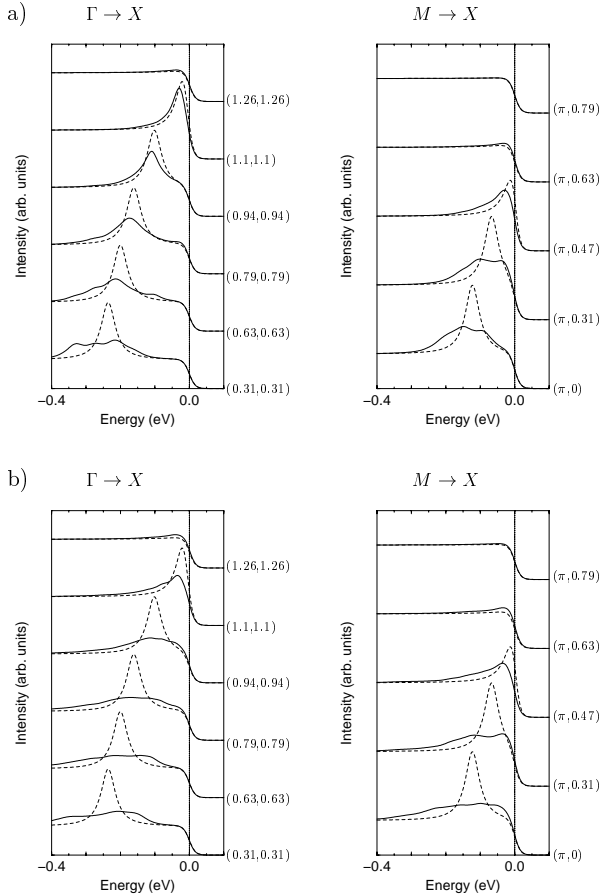 a)
Γ → X
M → X
Intensity (arb. units)
(1.26,1.26)
(1.1,1.1)
(0.94,0.94)
(0.79,0.79)
(0.63,0.63)
(0.31,0.31)
−0.4
0.0
Energy (eV)
Intensity (arb. units)
(π,0.79)
(π,0.63)
(π,0.47)
(π,0.31)
(π,0)
−0.4
0.0
Energy (eV)
b)
Γ → X
M → X
Intensity (arb. units)
(1.26,1.26)
(1.1,1.1)
(0.94,0.94)
(0.79,0.79)
(0.63,0.63)
(0.31,0.31)
−0.4
0.0
Energy (eV)
Intensity (arb. units)
(π,0.79)
(π,0.63)
(π,0.47)
(π,0.31)
(π,0)
−0.4
0.0
Energy (eV)